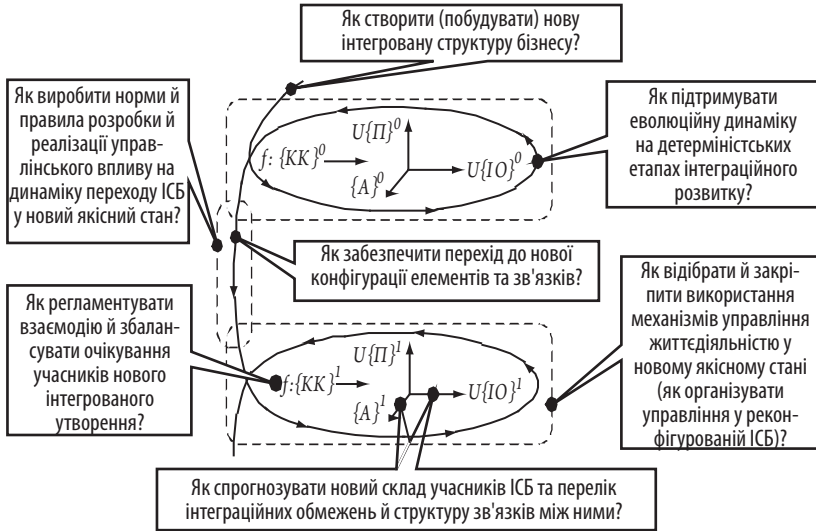 Як створити (побудувати) нову
інтегровану структуру бізнесу?
Як виробити норми й
правила розробки й
реалізації управ-
лінського впливу на
динаміку переходу ІСБ
у новий якісний стан?
U{П}⁰
f: {КК}⁰
{А}⁰
U{ІО}⁰
Як підтримувати
еволюційну динаміку
на детерміністських
етапах інтеграційного
розвитку?
Як забезпечити перехід до нової
конфігурації елементів та зв'язків?
Як регламентувати
взаємодію й збалан-
сувати очікування
учасників нового
інтегрованого
утворення?
U{П}¹
f:{КК}¹
{А}¹
U{ІО}¹
Як відібрати й закрі-
пити використання
механізмів управління
життєдіяльністю у
новому якісному стані
(як організувати
управління у рекон-
фігурованій ІСБ)?
Як спрогнозувати новий склад учасників ІСБ та перелік
інтеграційних обмежень й структуру зв'язків між ними?